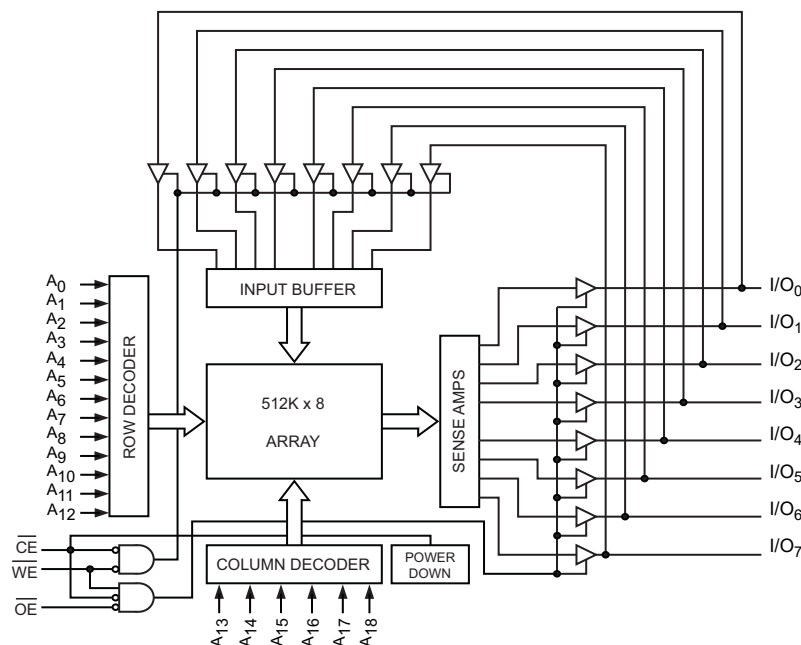 INPUT BUFFER
A0
A1
A2
A3
A4
A5
A6
A7
A8
A9
A10
A11
A12
ROW DECODER
512K x 8
ARRAY
SENSE AMPS
I/O0
I/O1
I/O2
I/O3
I/O4
I/O5
I/O6
I/O7
CE
WE
OE
COLUMN DECODER
POWER
DOWN
A13
A14
A15
A16
A17
A18